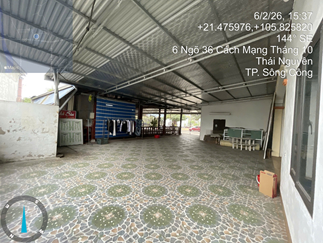 6/2/26, 15:37
+21.475976,+105.825820
144° SE
6 Ngõ 36 Cách Mạng Tháng 10
Thái Nguyên
TP. Sông Công